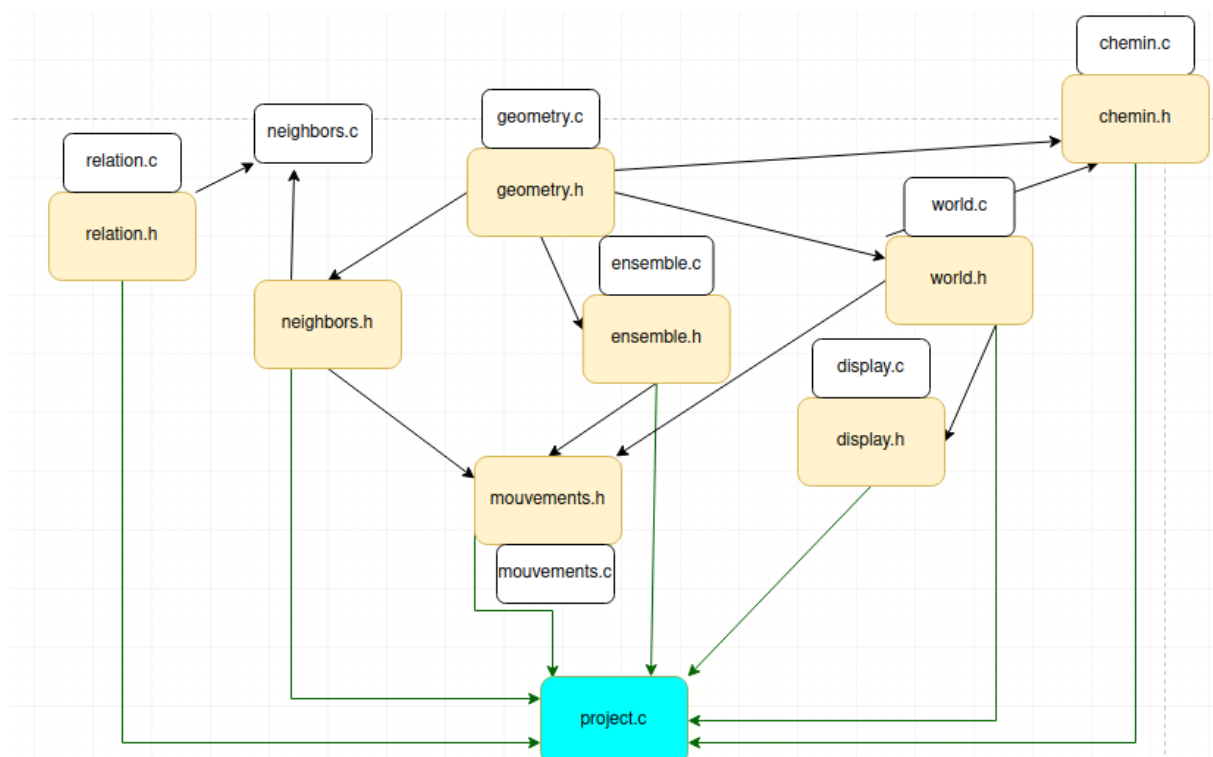 chemin.c
chemin.h
geometry.c
neighbors.c
relation.c
geometry.h
world.c
relation.h
ensemble.c
world.h
neighbors.h
ensemble.h
display.c
display.h
mouvements.h
mouvements.c
project.c